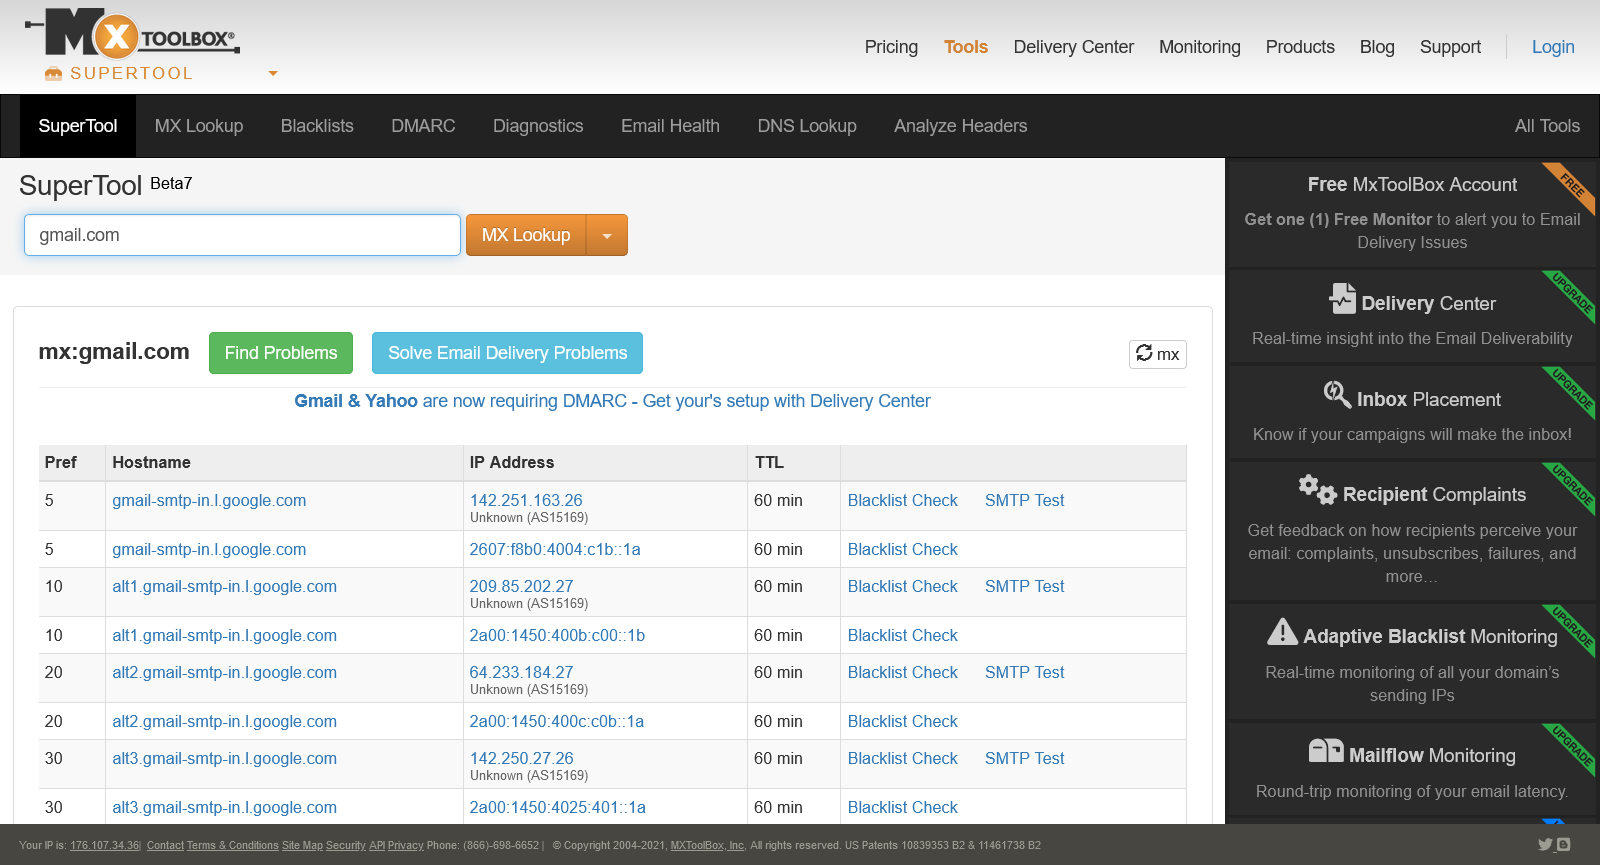 MX TOOLBOX®
SUPERTOOL
Pricing Tools Delivery Center Monitoring Products Blog Support Login
SuperTool MX Lookup Blacklists DMARC Diagnostics Email Health DNS Lookup Analyze Headers All Tools
SuperTool Beta7
gmail.com MX Lookup
mx:gmail.com Find Problems Solve Email Delivery Problems mx
Gmail & Yahoo are now requiring DMARC - Get your's setup with Delivery Center
Pref Hostname IP Address TTL
5 gmail-smtp-in.l.google.com 142.251.163.26 60 min Blacklist Check SMTP Test
Unknown (AS15169)
5 gmail-smtp-in.l.google.com 2607:f8b0:4004:c1b::1a 60 min Blacklist Check
10 alt1.gmail-smtp-in.l.google.com 209.85.202.27 60 min Blacklist Check SMTP Test
Unknown (AS15169)
10 alt1.gmail-smtp-in.l.google.com 2a00:1450:400b:c00::1b 60 min Blacklist Check
20 alt2.gmail-smtp-in.l.google.com 64.233.184.27 60 min Blacklist Check SMTP Test
Unknown (AS15169)
20 alt2.gmail-smtp-in.l.google.com 2a00:1450:400c:c0b::1a 60 min Blacklist Check
30 alt3.gmail-smtp-in.l.google.com 142.250.27.26 60 min Blacklist Check SMTP Test
Unknown (AS15169)
30 alt3.gmail-smtp-in.l.google.com 2a00:1450:4025:401::1a 60 min Blacklist Check
Free MxToolBox Account
FREE
Get one (1) Free Monitor to alert you to Email
Delivery Issues
Delivery Center
UPGRADE
Real-time insight into the Email Deliverability
Inbox Placement
UPGRADE
Know if your campaigns will make the inbox!
Recipient Complaints
UPGRADE
Get feedback on how recipients perceive your
email: complaints, unsubscribes, failures, and
more…
Adaptive Blacklist Monitoring
UPGRADE
Real-time monitoring of all your domain’s
sending IPs
Mailflow Monitoring
UPGRADE
Round-trip monitoring of your email latency.
Your IP is: 176.107.34.36| Contact Terms & Conditions Site Map Security API Privacy Phone: (866)-698-6652 | © Copyright 2004-2021, MXToolBox, Inc, All rights reserved. US Patents 10839353 B2 & 11461738 B2